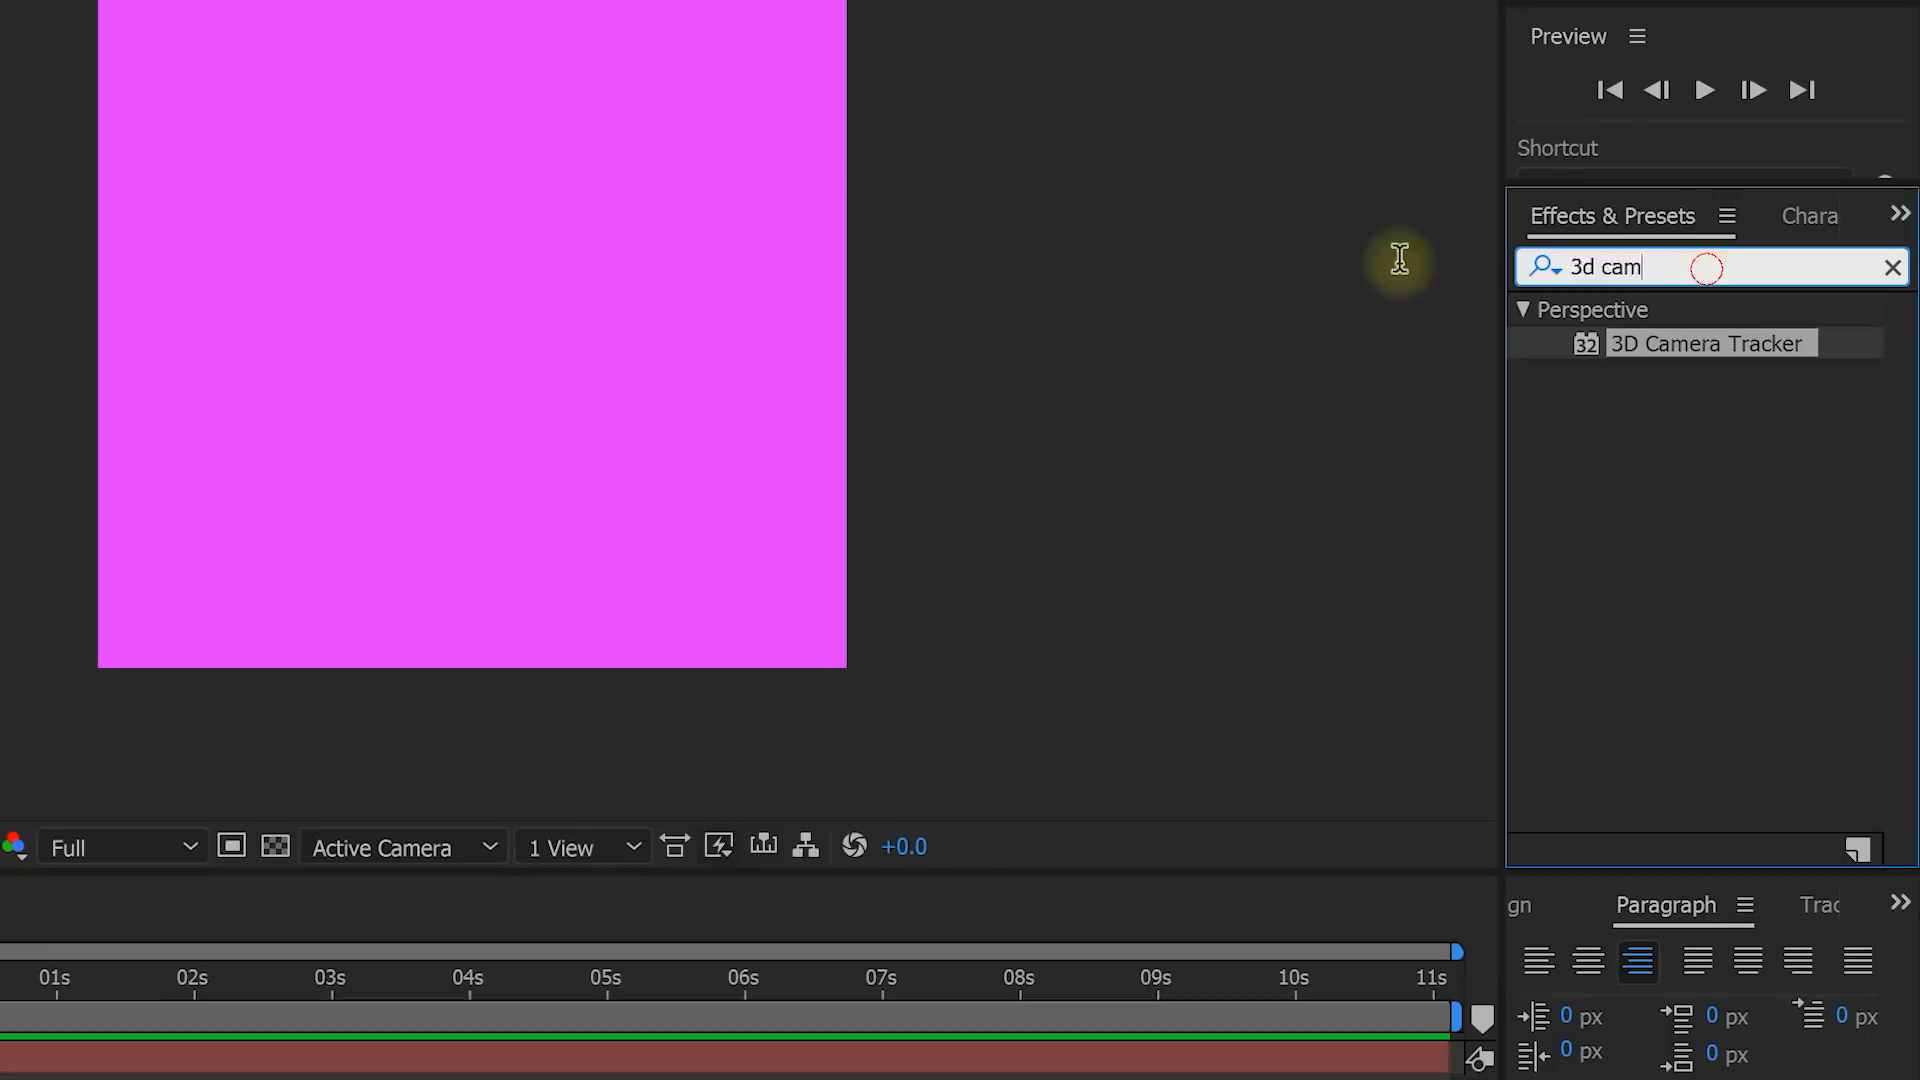 Preview
Shortcut
Effects & Presets
Chara
3d cam
Perspective
32 3D Camera Tracker
Full
Active Camera
1 View
+0.0
gn
Paragraph
Trac
01s 02s 03s 04s 05s 06s 07s 08s 09s 10s 11s
0 px 0 px 0 px
0 px 0 px